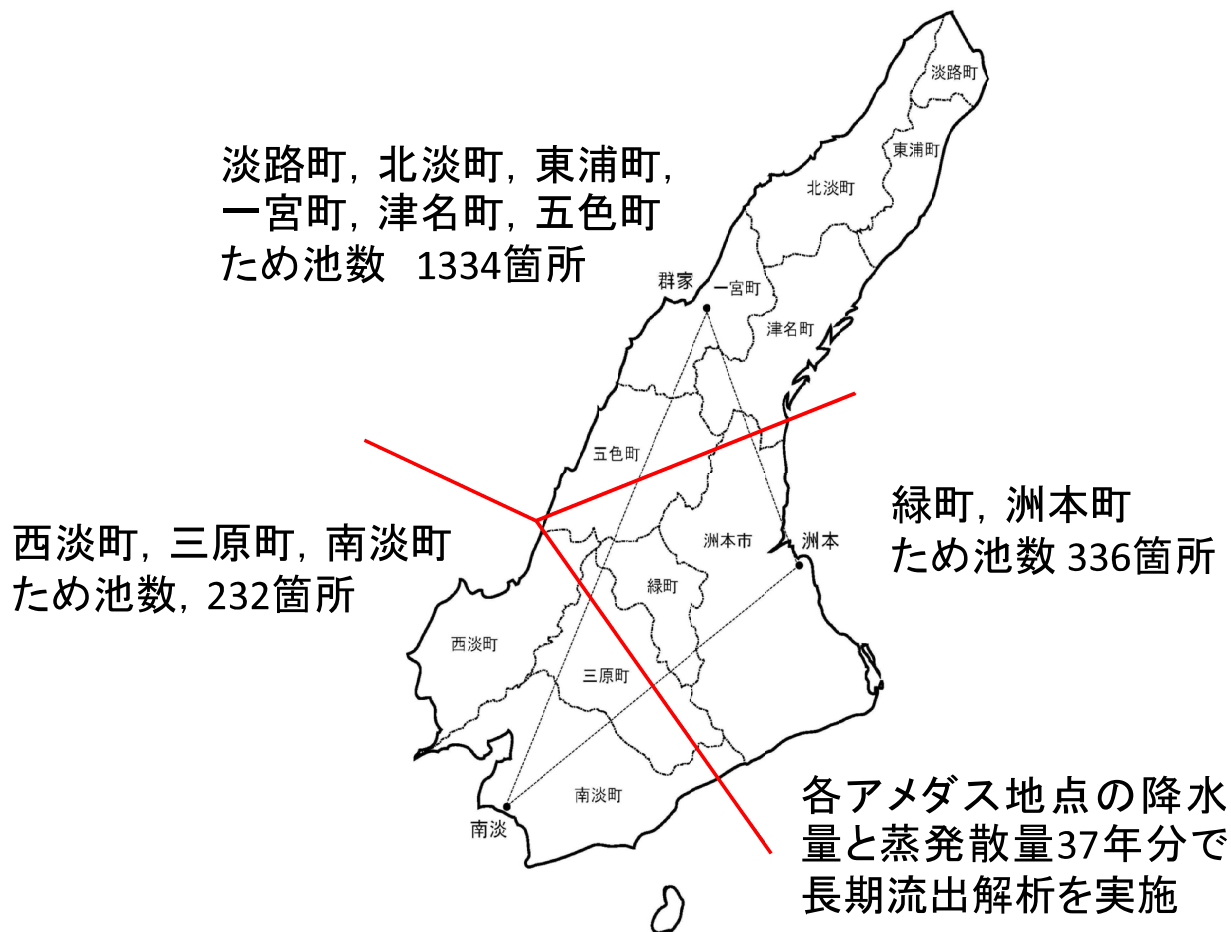 淡路町
東浦町
淡路町，北淡町，東浦町，
一宮町，津名町，五色町
ため池数　1334箇所
北淡町
群家
一宮町
津名町
五色町
西淡町，三原町，南淡町
ため池数，232箇所
緑町，洲本町
ため池数 336箇所
洲本市
洲本
緑町
西淡町
三原町
南淡町
南淡
各アメダス地点の降水
量と蒸発散量37年分で
長期流出解析を実施